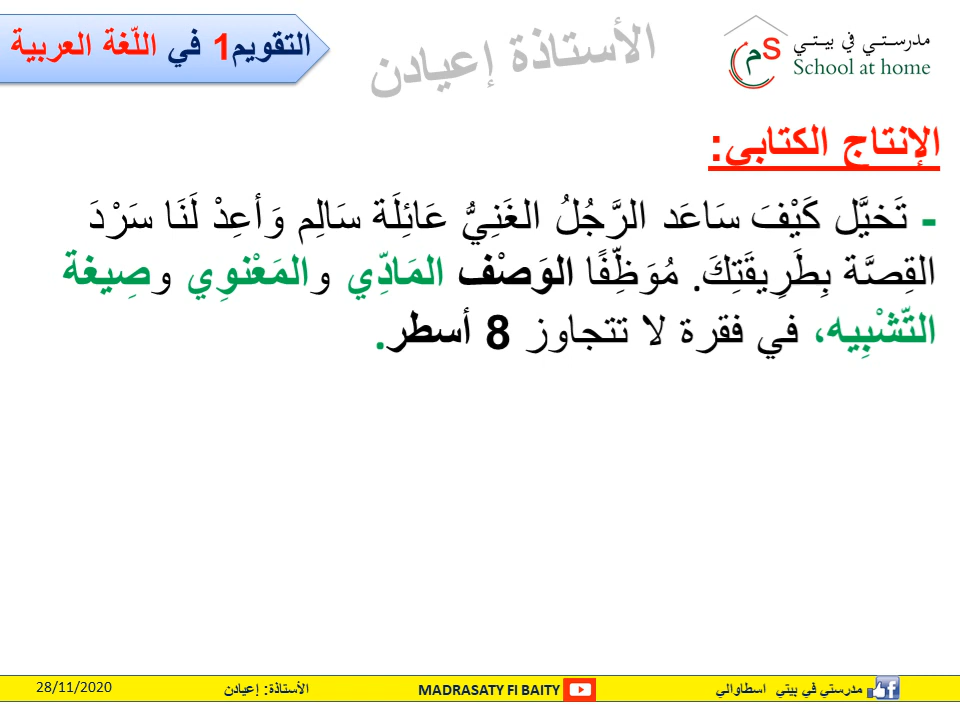 التقويم1 في اللّغة العربية
الأستاذة إعيادن
مدرستي في بيتي
School at home
s م
الإنتاج الكتابي:
- تَخيَّل كَيْفَ سَاعَد الرَّجُلُ الغَنِيُّ عَائِلَة سَالِم وَأعِدْ لَنَا سَرْدَ
القِصَّة بِطَرِيقَتِكَ. مُوَظِّفًا الوَصْف المَادِّي والمَعْنوِي وصِيغة
التّشْبِيه، في فقرة لا تتجاوز 8 أسطر.
28/11/2020
الأستاذة: إعيادن
MADRASATY FI BAITY
مدرستي في بيتي اسطاوالي